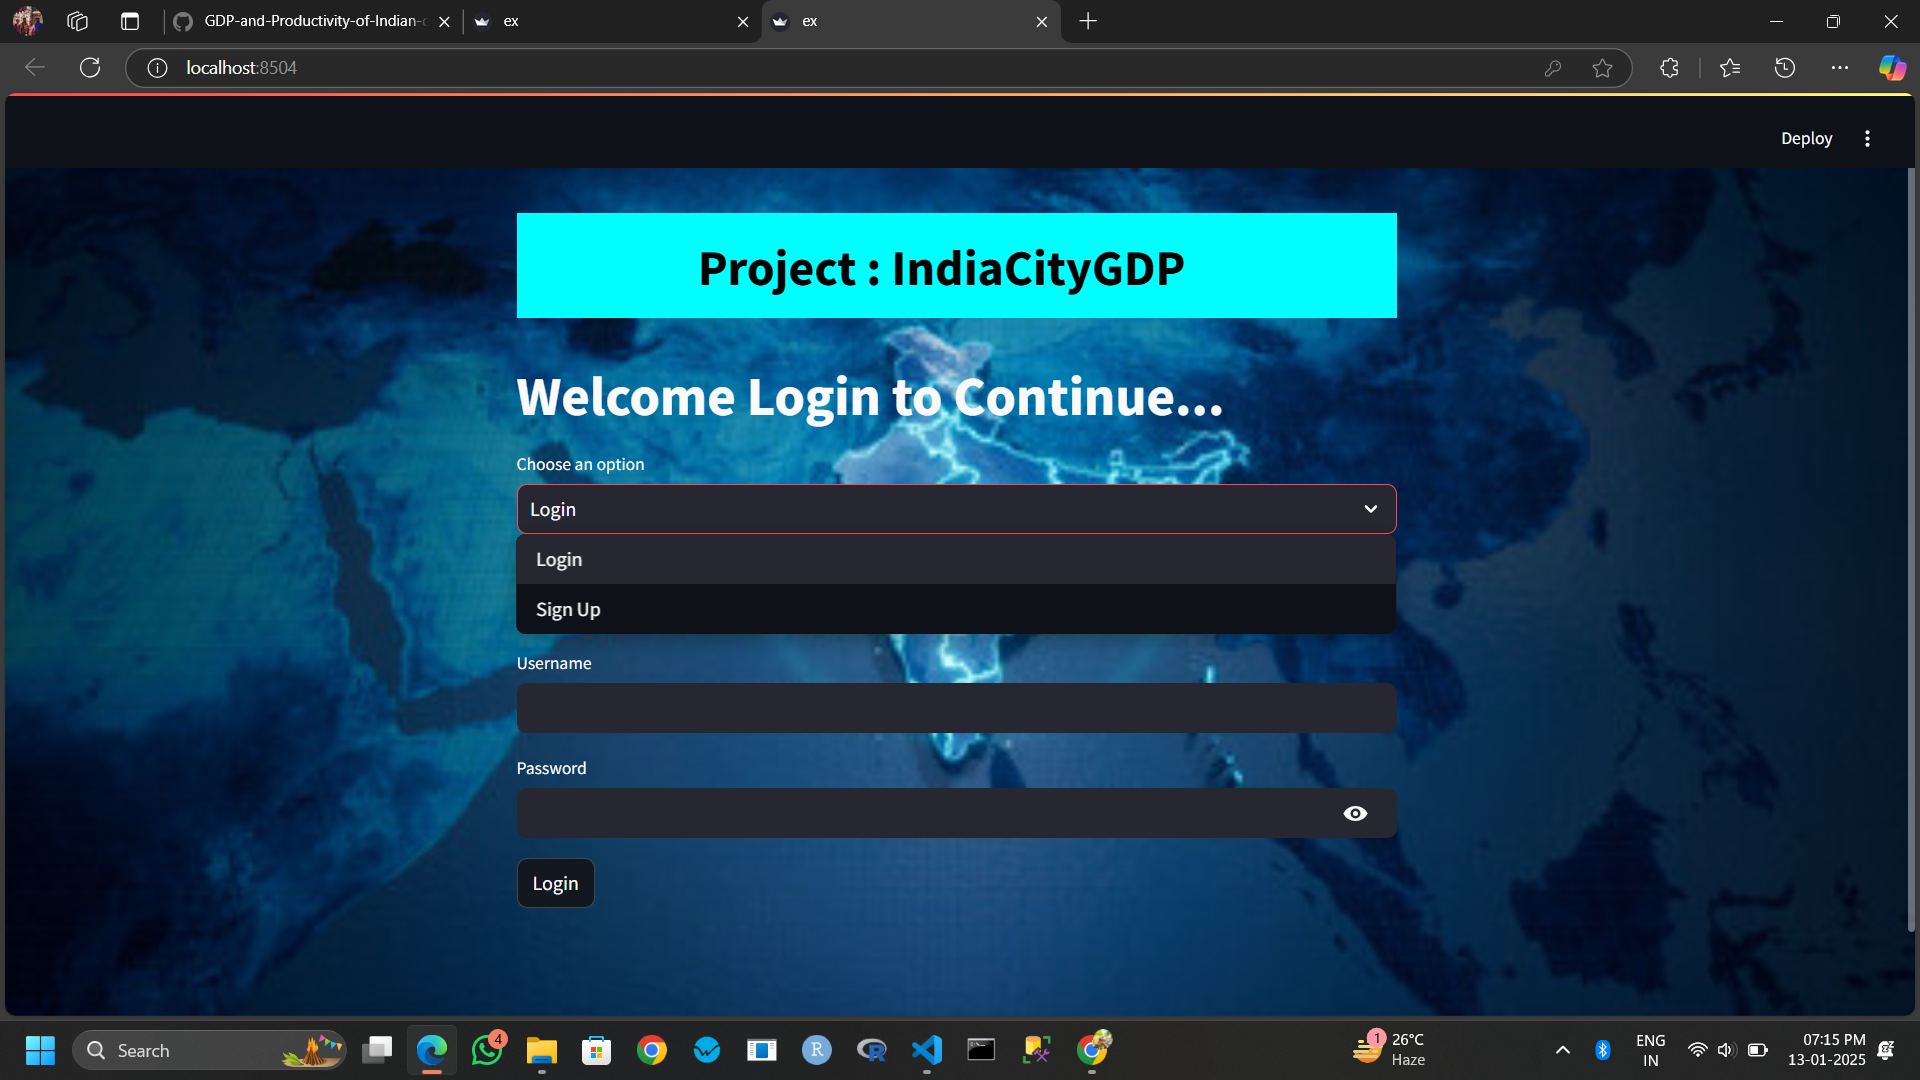 GDP-and-Productivity-of-Indian-c
ex
ex
localhost:8504
Deploy
Project : IndiaCityGDP
Welcome Login to Continue...
Choose an option
Login
Login
Sign Up
Username
Password
Login
Search
4
R
R
1
26°C
Haze
ENG
IN
07:15 PM
13-01-2025